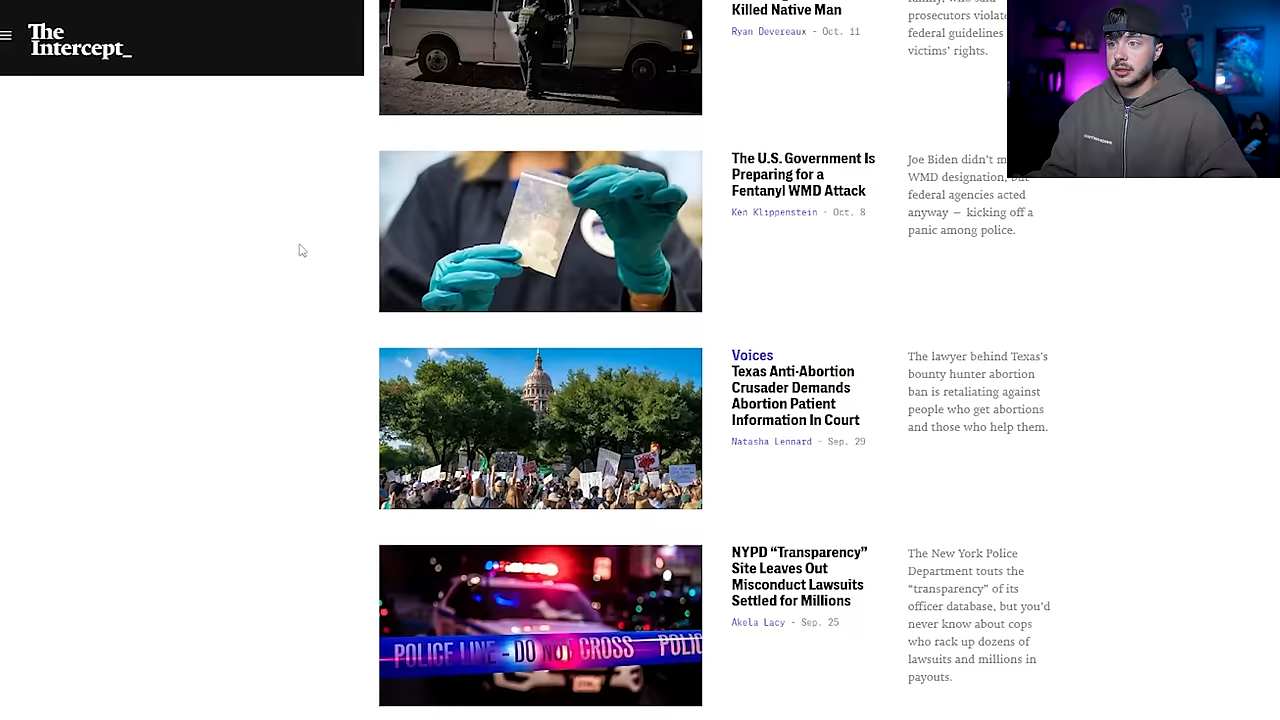 The
Intercept_
Killed Native Man
Ryan Devereaux - Oct. 11
prosecutors violate
federal guidelines
victims' rights.
The U.S. Government Is
Preparing for a
Fentanyl WMD Attack
Ken Klippenstein - Oct. 8
Joe Biden didn't m
WMD designation, but
federal agencies acted
anyway — kicking off a
panic among police.
Voices
Texas Anti-Abortion
Crusader Demands
Abortion Patient
Information In Court
Natasha Lennard - Sep. 29
The lawyer behind Texas's
bounty hunter abortion
ban is retaliating against
people who get abortions
and those who help them.
POLICE LINE - DO NOT CROSS POLIC
NYPD “Transparency”
Site Leaves Out
Misconduct Lawsuits
Settled for Millions
Akela Lacy - Sep. 25
The New York Police
Department touts the
“transparency” of its
officer database, but you'd
never know about cops
who rack up dozens of
lawsuits and millions in
payouts.